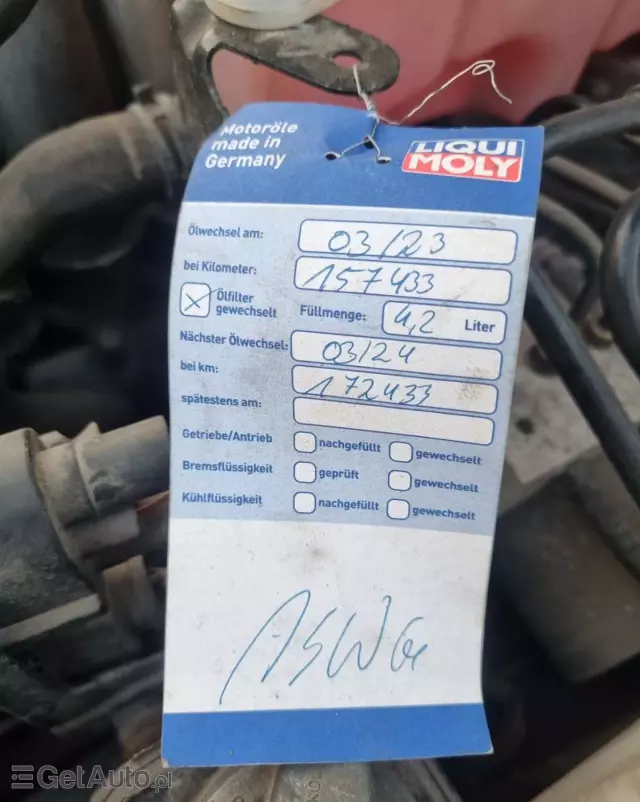 Motoröle
made in
Germany
LIQUI
MOLY
Ölwechsel am: 03/23
bei Kilometer: 157433
Ölfilter
gewechselt
Füllmenge: 4,2 Liter
Nächster Ölwechsel: 03/24
bei km: 172433
spätestens am:
Getriebe/Antrieb nachgefüllt gewechselt
Bremsflüssigkeit geprüft gewechselt
Kühlflüssigkeit nachgefüllt gewechselt
GetAuto.pl